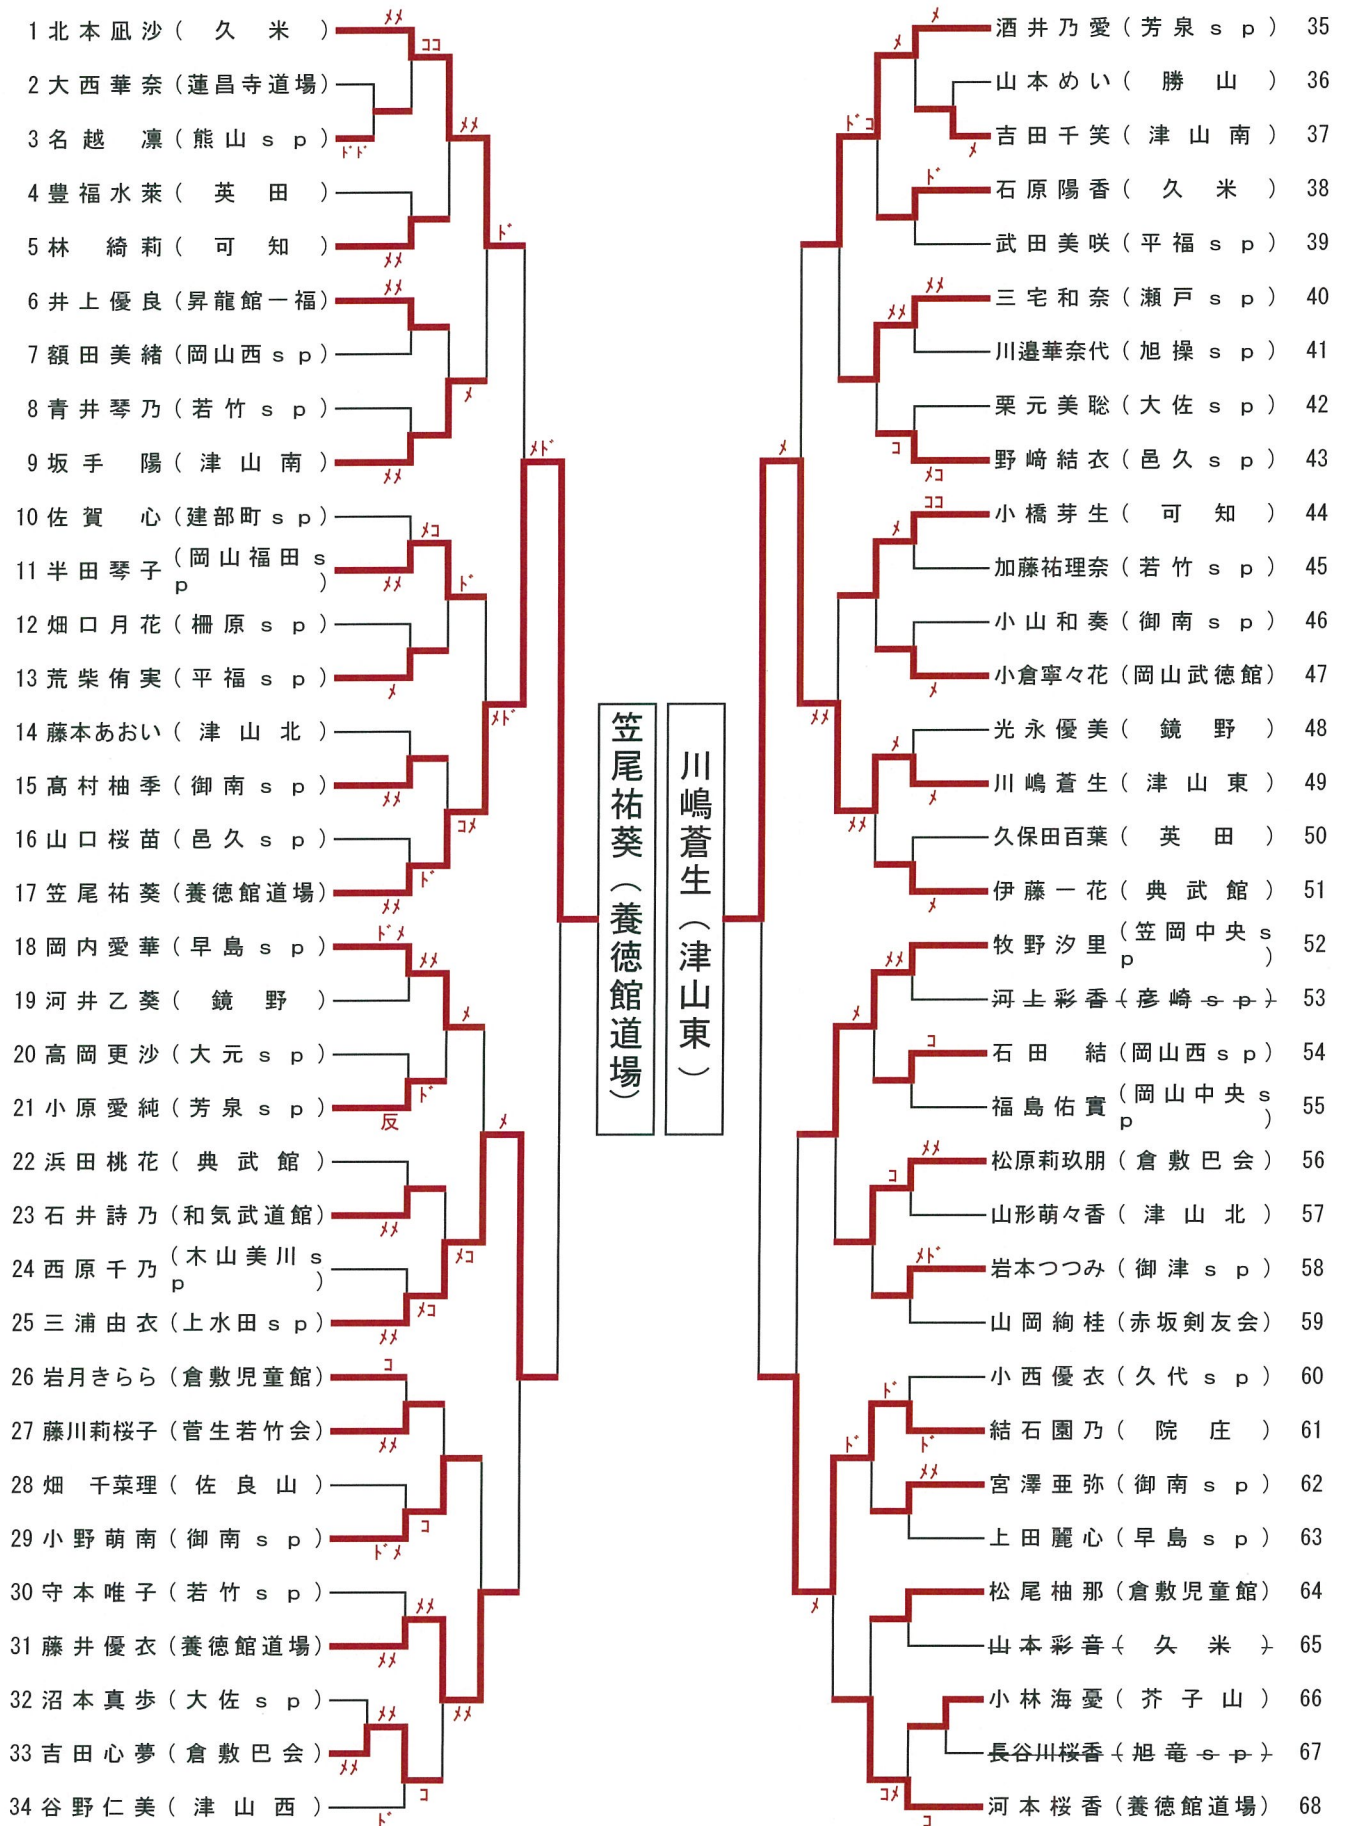 1 北本凪沙（久米）
2 大西華奈（蓮昌寺道場）
3 名越凛（熊山ｓｐ）
4 豊福水萊（英田）
5 林綺莉（可知）
6 井上優良（昇龍館一福）
7 額田美緒（岡山西ｓｐ）
8 青井琴乃（若竹ｓｐ）
9 坂手陽（津山南）
10 佐賀心（建部町ｓｐ）
11 半田琴子（岡山福田ｓｐ）
12 畑口月花（柵原ｓｐ）
13 荒柴侑実（平福ｓｐ）
14 藤本あおい（津山北）
15 髙村柚季（御南ｓｐ）
16 山口桜苗（邑久ｓｐ）
17 笠尾祐葵（養徳館道場）
18 岡内愛華（早島ｓｐ）
19 河井乙葵（鏡野）
20 高岡更沙（大元ｓｐ）
21 小原愛純（芳泉ｓｐ）
22 浜田桃花（典武館）
23 石井詩乃（和気武道館）
24 西原千乃（木山美川ｓｐ）
25 三浦由衣（上水田ｓｐ）
26 岩月きらら（倉敷児童館）
27 藤川莉桜子（菅生若竹会）
28 畑千菜理（佐良山）
29 小野萌南（御南ｓｐ）
30 守本唯子（若竹ｓｐ）
31 藤井優衣（養徳館道場）
32 沼本真歩（大佐ｓｐ）
33 吉田心夢（倉敷巴会）
34 谷野仁美（津山西）
笠尾祐葵（養徳館道場）
川嶋蒼生（津山東）
酒井乃愛（芳泉ｓｐ） 35
山本めい（勝山） 36
吉田千笑（津山南） 37
石原陽香（久米） 38
武田美咲（平福ｓｐ） 39
三宅和奈（瀬戸ｓｐ） 40
川邉華奈代（旭操ｓｐ） 41
栗元美聡（大佐ｓｐ） 42
野﨑結衣（邑久ｓｐ） 43
小橋芽生（可知） 44
加藤祐理奈（若竹ｓｐ） 45
小山和奏（御南ｓｐ） 46
小倉寧々花（岡山武徳館） 47
光永優美（鏡野） 48
川嶋蒼生（津山東） 49
久保田百葉（英田） 50
伊藤一花（典武館） 51
牧野汐里（笠岡中央ｓｐ） 52
河上彩香（彦崎ｓｐ） 53
石田結（岡山西ｓｐ） 54
福島佑實（岡山中央ｓｐ） 55
松原莉玖朋（倉敷巴会） 56
山形萌々香（津山北） 57
岩本つつみ（御津ｓｐ） 58
山岡絢桂（赤坂剣友会） 59
小西優衣（久代ｓｐ） 60
結石園乃（院庄） 61
宮澤亜弥（御南ｓｐ） 62
上田麗心（早島ｓｐ） 63
松尾柚那（倉敷児童館） 64
山本彩音（久米） 65
小林海憂（芥子山） 66
長谷川桜香（旭竜ｓｐ） 67
河本桜香（養徳館道場） 68